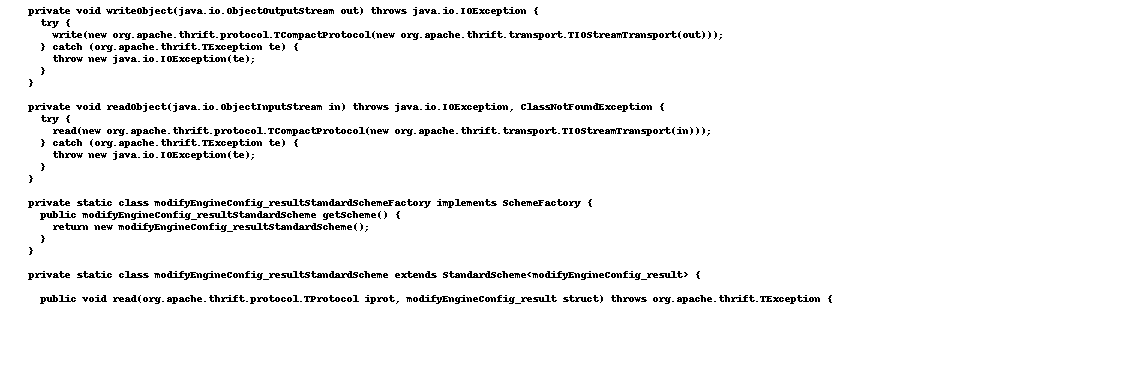 private void writeObject(java.io.ObjectOutputStream out) throws java.io.IOException {
try {
write(new org.apache.thrift.protocol.TCompactProtocol(new org.apache.thrift.transport.TIOStreamTransport(out)));
} catch (org.apache.thrift.TException te) {
throw new java.io.IOException(te);
}
}
private void readObject(java.io.ObjectInputStream in) throws java.io.IOException, ClassNotFoundException {
try {
read(new org.apache.thrift.protocol.TCompactProtocol(new org.apache.thrift.transport.TIOStreamTransport(in)));
} catch (org.apache.thrift.TException te) {
throw new java.io.IOException(te);
}
}
private static class modifyEngineConfig_resultStandardSchemeFactory implements SchemeFactory {
public modifyEngineConfig_resultStandardScheme getScheme() {
return new modifyEngineConfig_resultStandardScheme();
}
}
private static class modifyEngineConfig_resultStandardScheme extends StandardScheme<modifyEngineConfig_result> {
public void read(org.apache.thrift.protocol.TProtocol iprot, modifyEngineConfig_result struct) throws org.apache.thrift.TException {